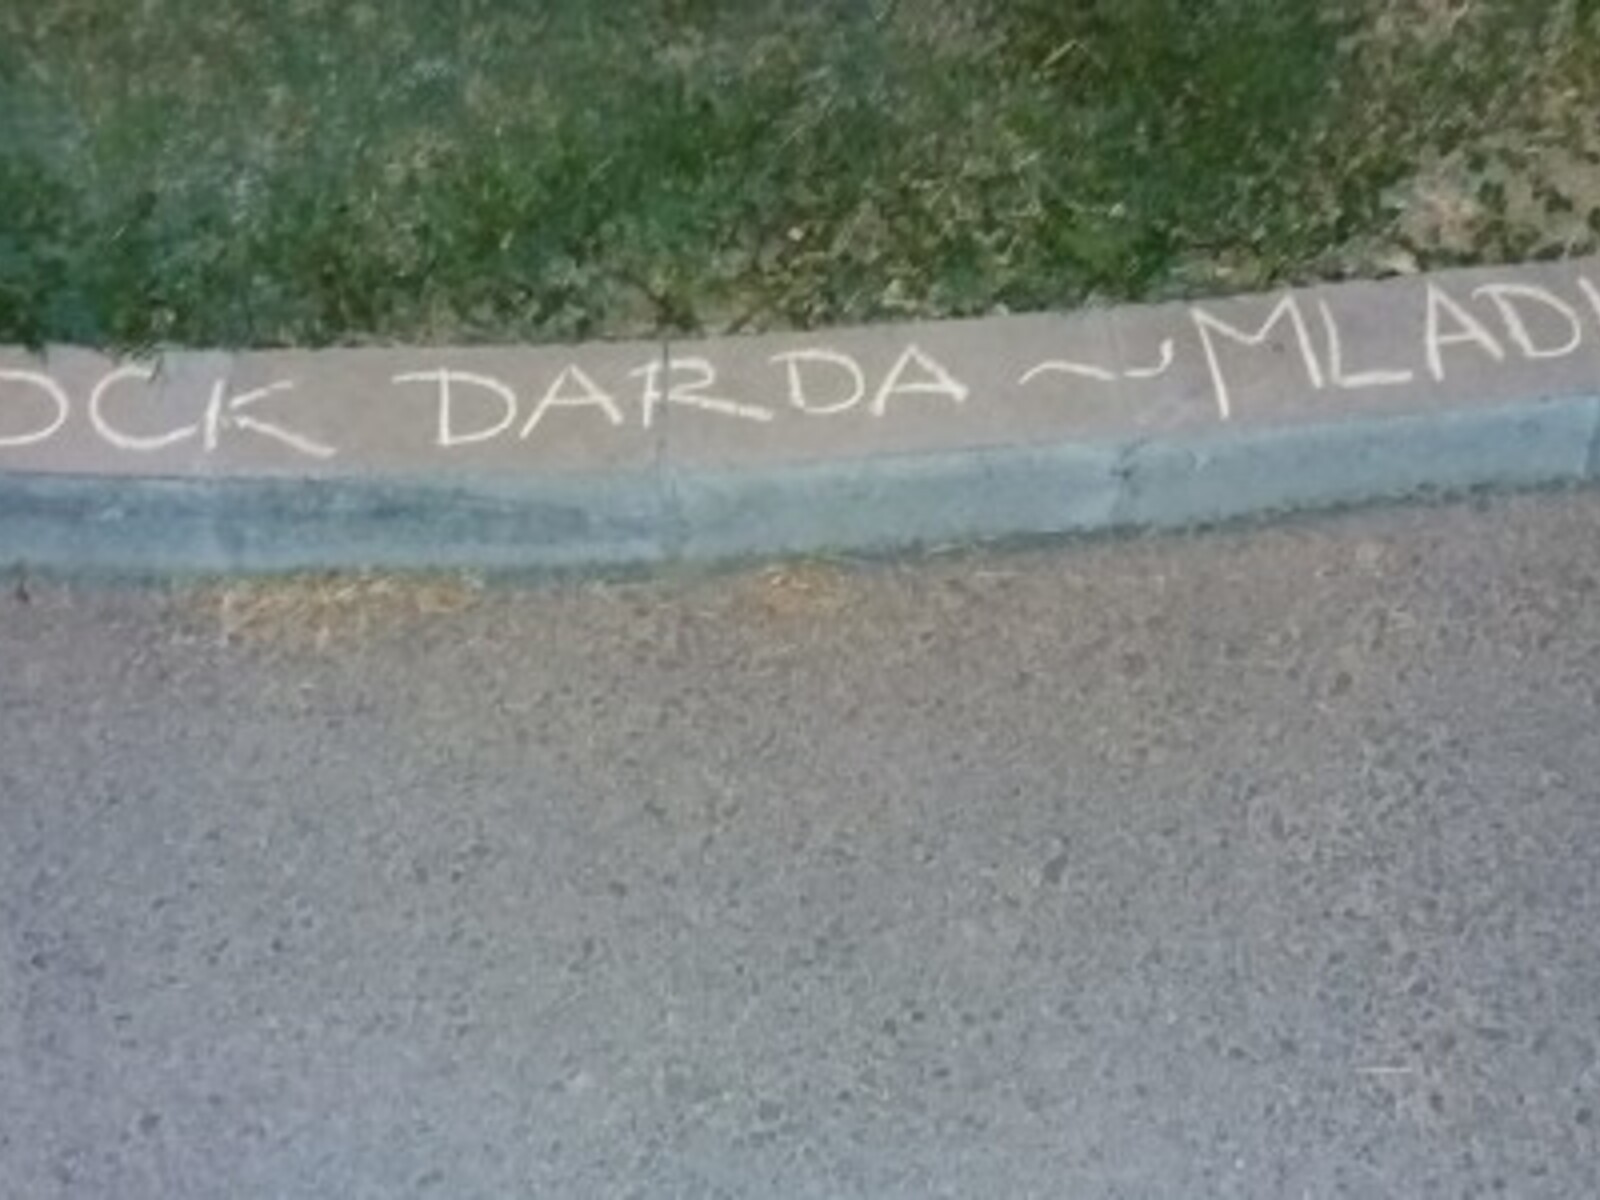 OCK DARDA ~ MLAD